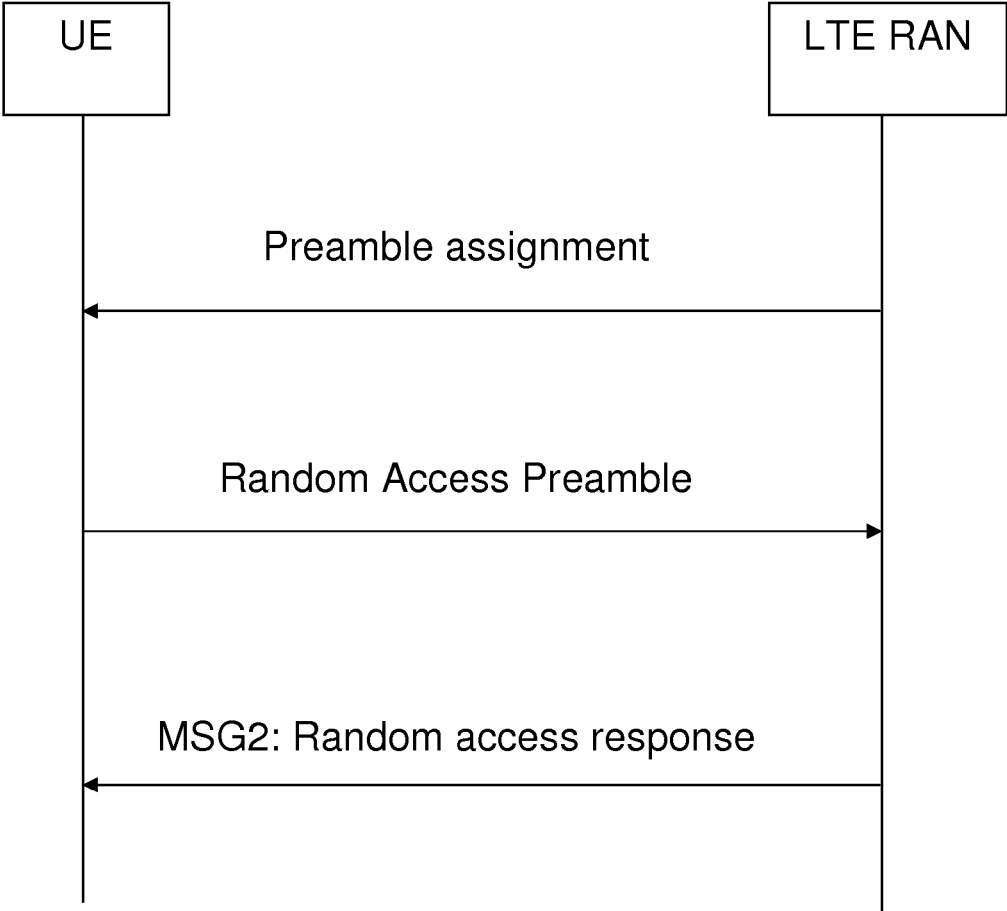 UE
LTE RAN
Preamble assignment
Random Access Preamble
MSG2: Random access response